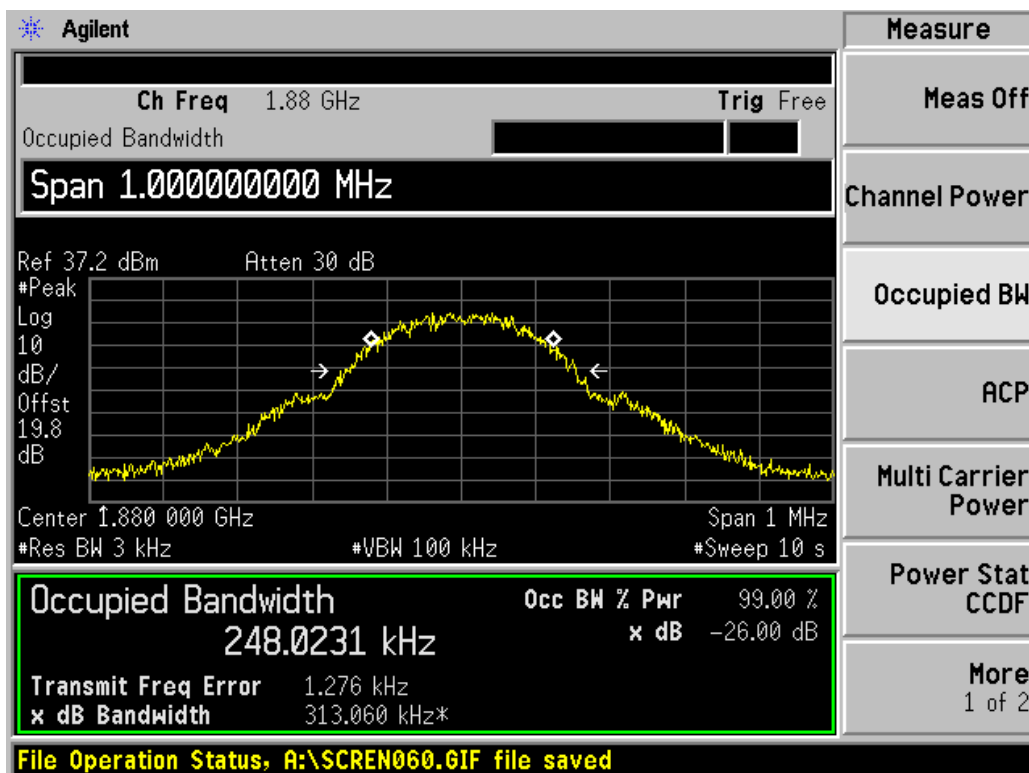 Agilent
Measure
Ch Freq 1.88 GHz
Trig Free
Occupied Bandwidth
Span 1.000000000 MHz
Ref 37.2 dBm
Atten 30 dB
#Peak
Log
10
dB/
Offst
19.8
dB
Center 1.880 000 GHz
Span 1 MHz
#Res BW 3 kHz
#VBW 100 kHz
#Sweep 10 s
Occupied Bandwidth
248.0231 kHz
Occ BW % Pwr 99.00 %
x dB -26.00 dB
Transmit Freq Error 1.276 kHz
x dB Bandwidth 313.060 kHz*
File Operation Status, A:\SCREN060.GIF file saved
Meas Off
Channel Power
Occupied BW
ACP
Multi Carrier
Power
Power Stat
CCDF
More
1 of 2